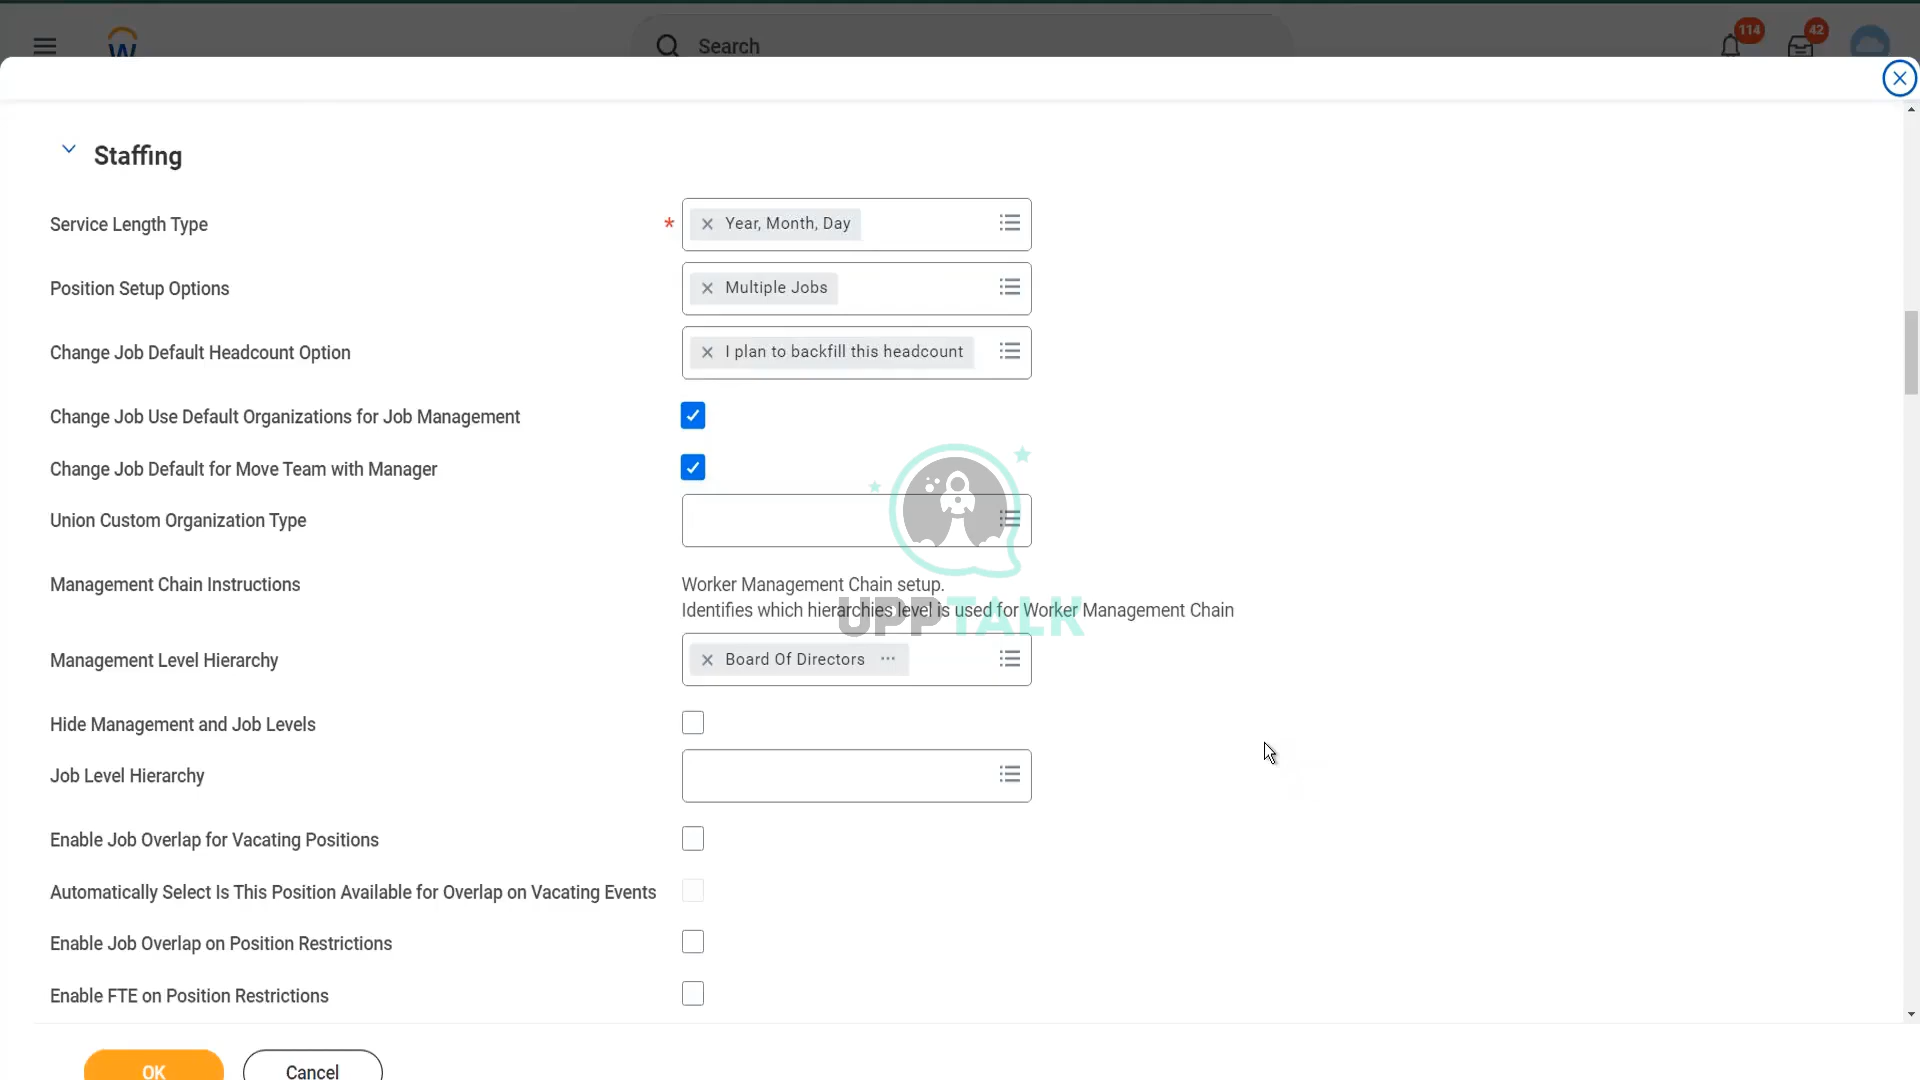 Search
114
42
Staffing
Service Length Type
*
Year, Month, Day
Position Setup Options
Multiple Jobs
Change Job Default Headcount Option
I plan to backfill this headcount
Change Job Use Default Organizations for Job Management
Change Job Default for Move Team with Manager
Union Custom Organization Type
Management Chain Instructions
Worker Management Chain setup.
Identifies which hierarchies level is used for Worker Management Chain
UPPTALK
Management Level Hierarchy
Board Of Directors
Hide Management and Job Levels
Job Level Hierarchy
Enable Job Overlap for Vacating Positions
Automatically Select Is This Position Available for Overlap on Vacating Events
Enable Job Overlap on Position Restrictions
Enable FTE on Position Restrictions
OK
Cancel